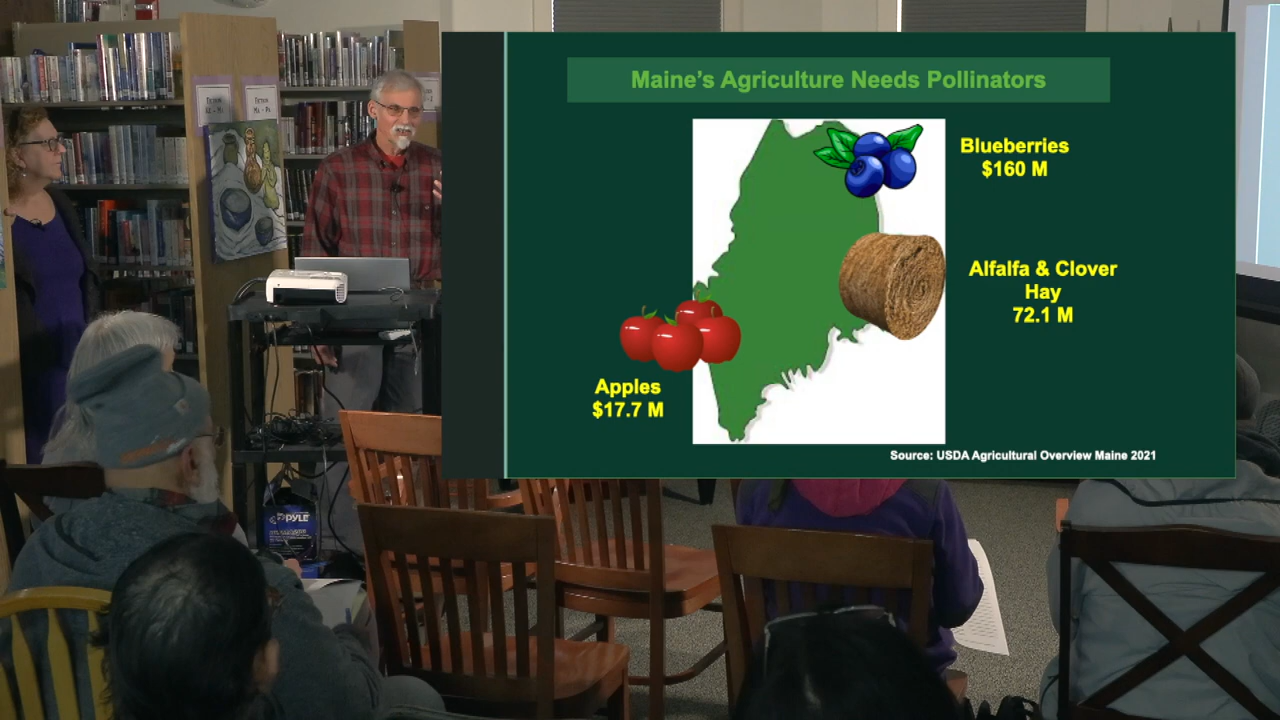 Maine's Agriculture Needs Pollinators
Blueberries
$160 M
Alfalfa & Clover
Hay
72.1 M
Apples
$17.7 M
Source: USDA Agricultural Overview Maine 2021
PYLE